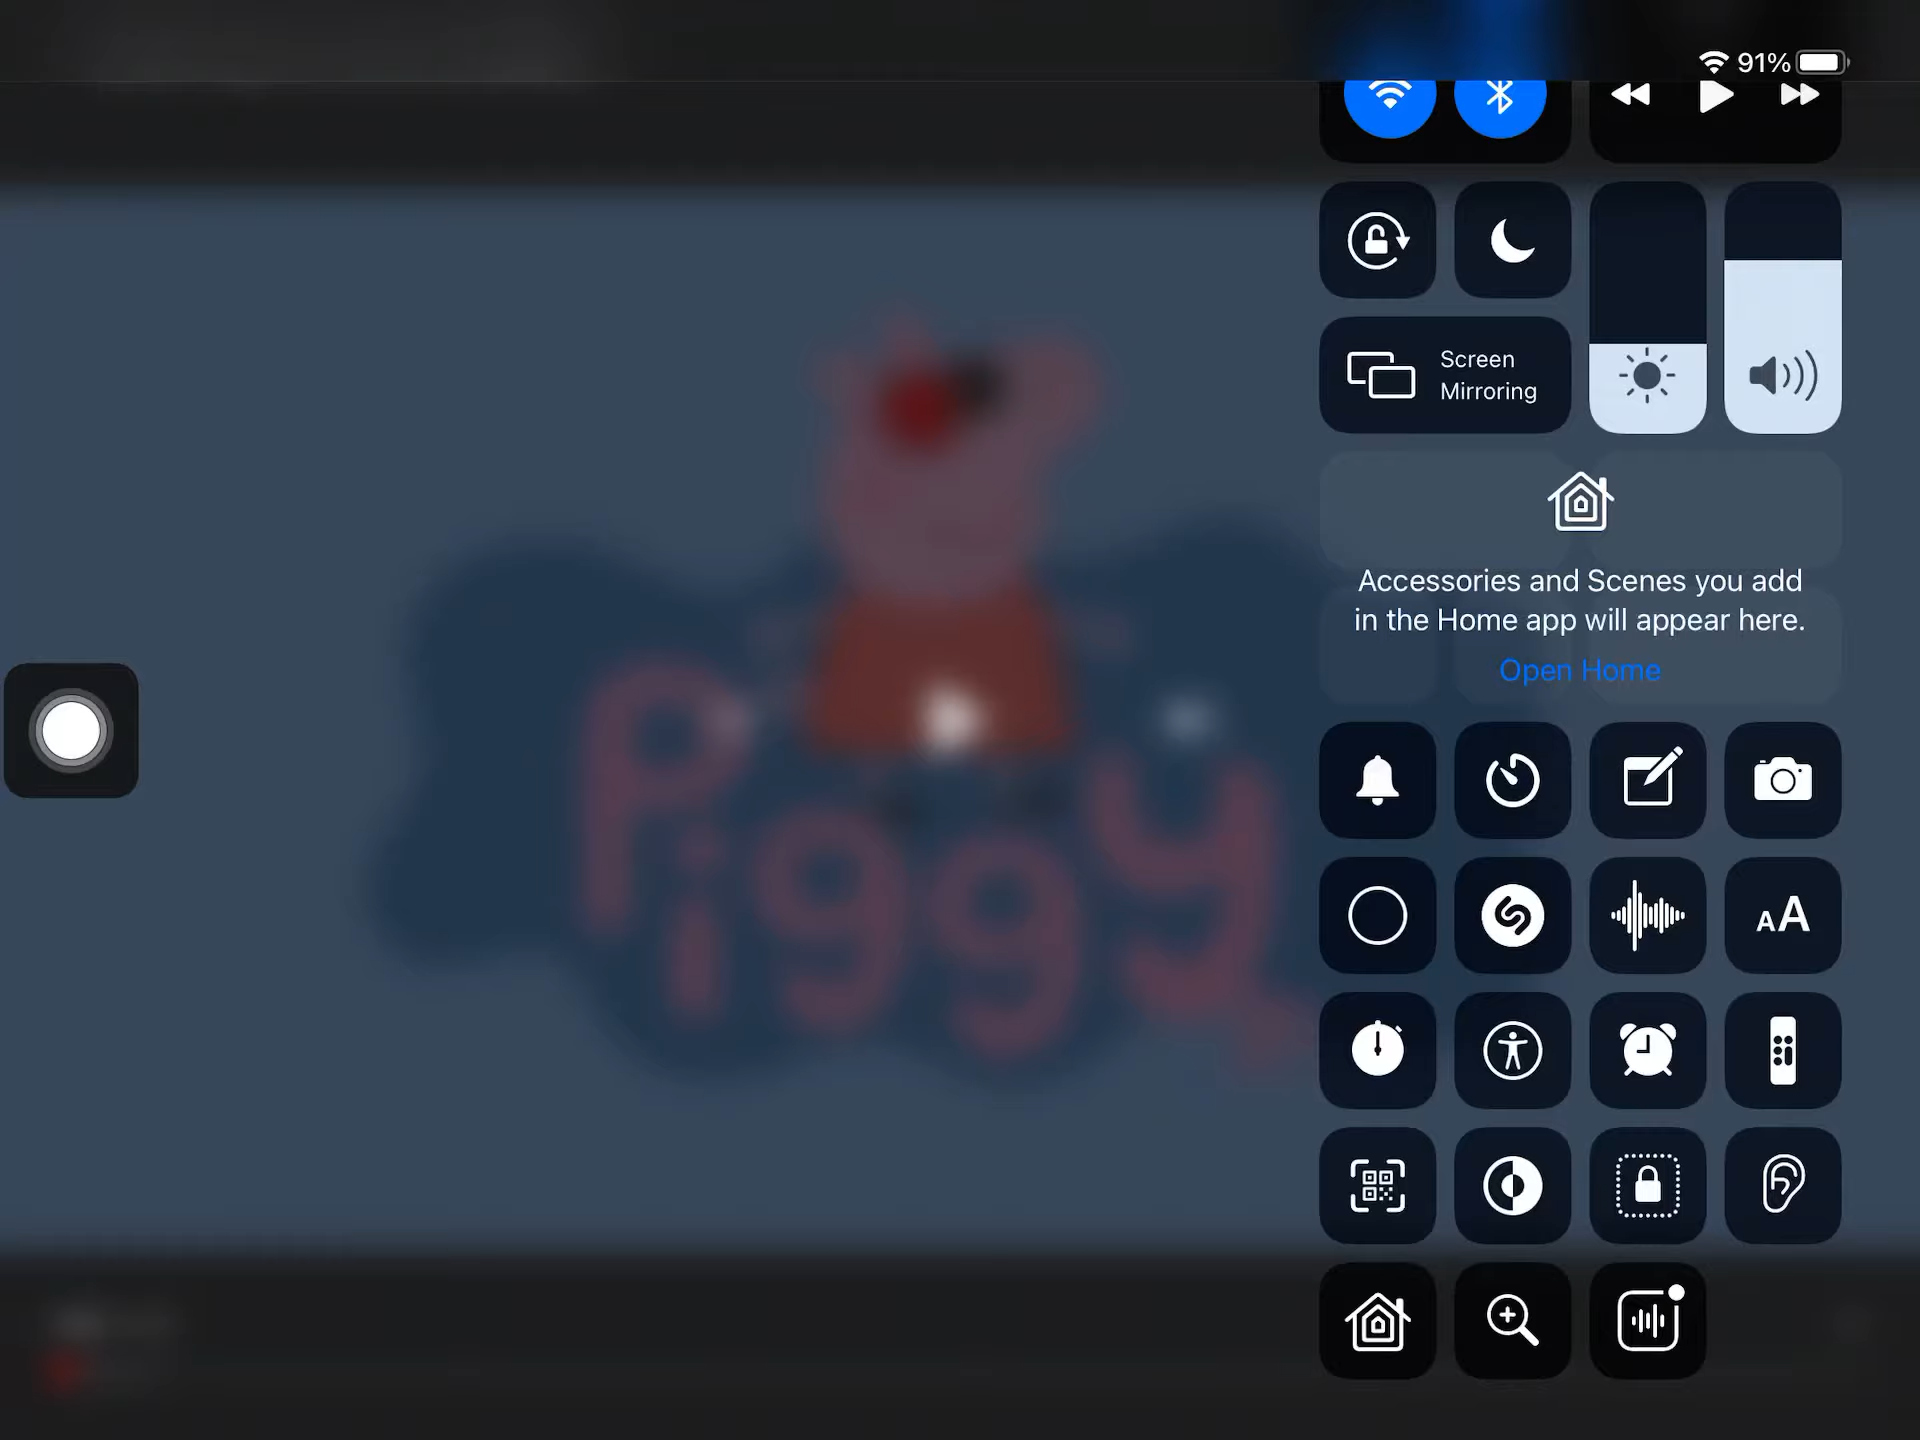 91%
Screen
Mirroring
Accessories and Scenes you add
in the Home app will appear here.
Open Home
AA
Piggy